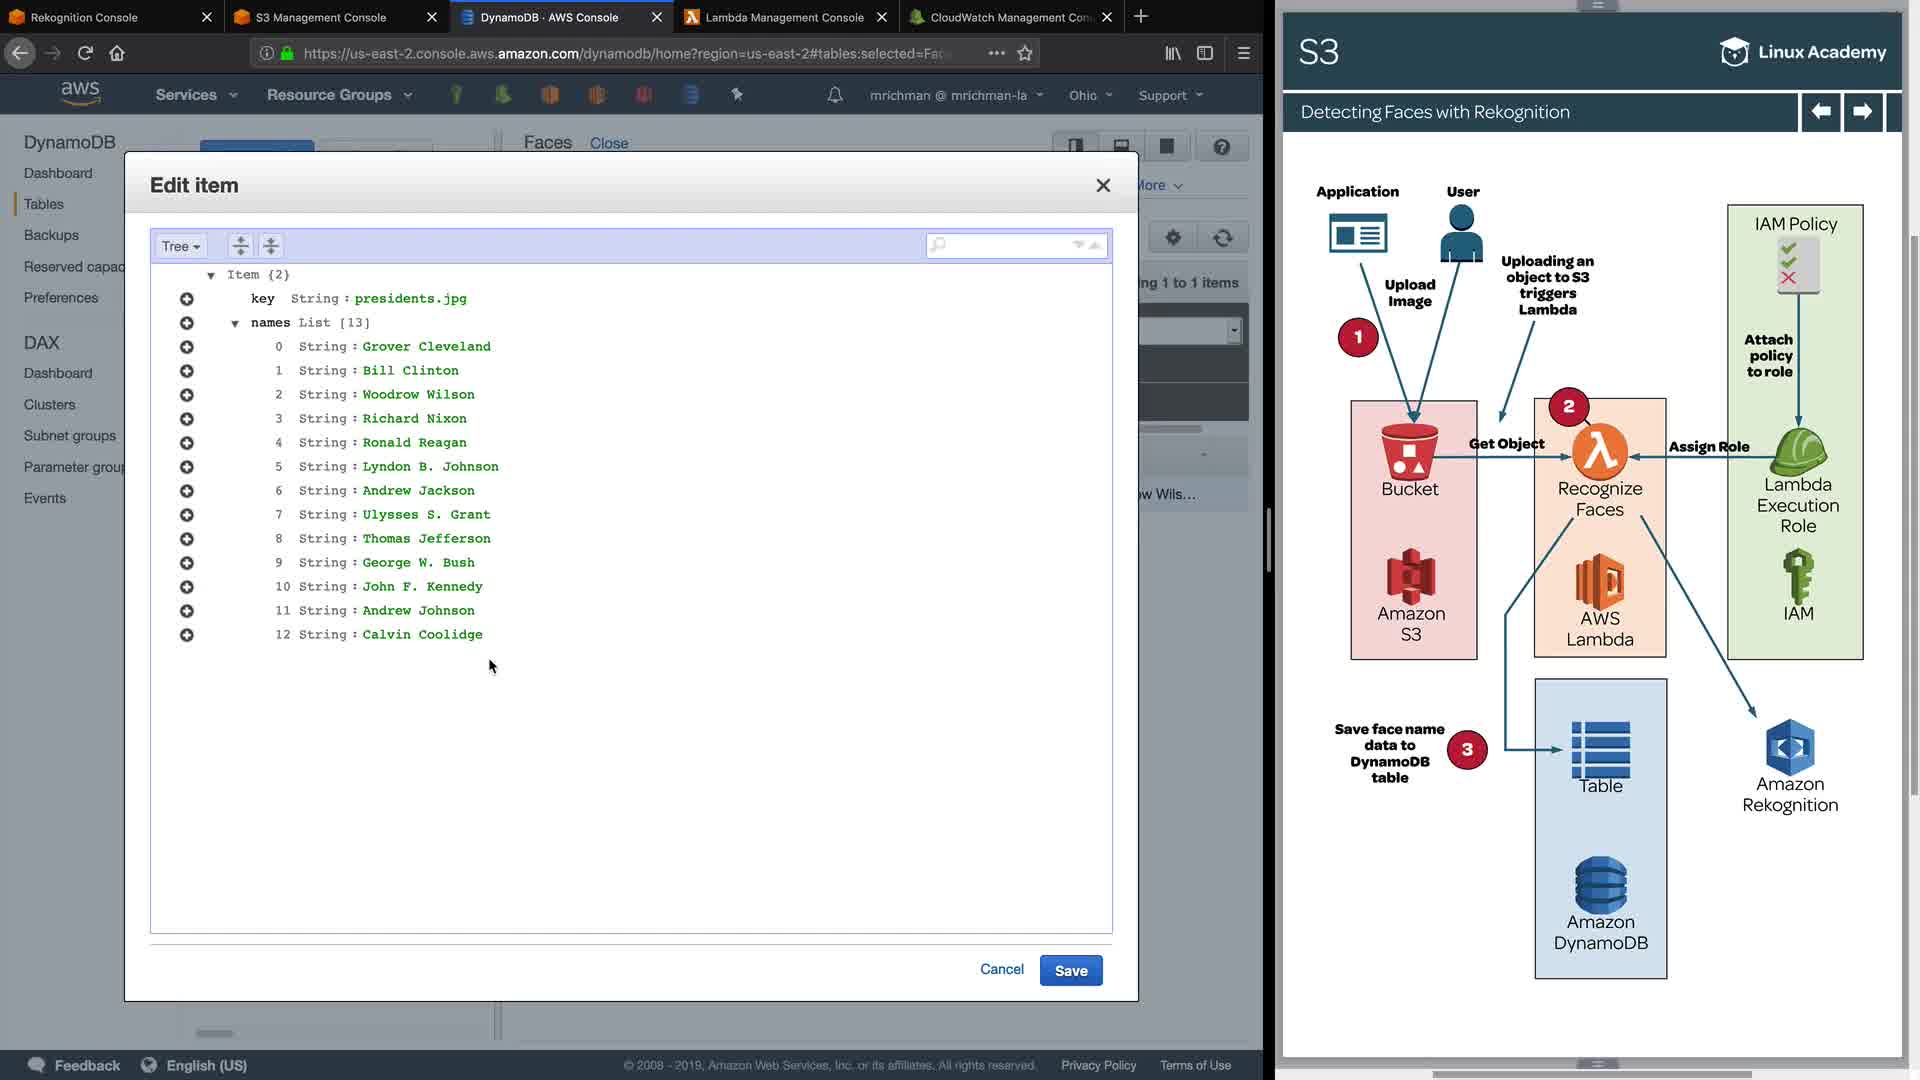 Rekognition Console
S3 Management Console
DynamoDB · AWS Console
Lambda Management Console
CloudWatch Management Con
https://us-east-2.console.aws.amazon.com/dynamodb/home?region=us-east-2#tables:selected=Fac
aws
Services
Resource Groups
mrichman @ mrichman-la
Ohio
Support
DynamoDB
Dashboard
Tables
Backups
Reserved capac
Preferences
DAX
Dashboard
Clusters
Subnet groups
Parameter group
Events
Faces
Close
More
ng 1 to 1 items
ow Wils...
Edit item
Tree
Item {2}
key String : presidents.jpg
names List [13]
0 String : Grover Cleveland
1 String : Bill Clinton
2 String : Woodrow Wilson
3 String : Richard Nixon
4 String : Ronald Reagan
5 String : Lyndon B. Johnson
6 String : Andrew Jackson
7 String : Ulysses S. Grant
8 String : Thomas Jefferson
9 String : George W. Bush
10 String : John F. Kennedy
11 String : Andrew Johnson
12 String : Calvin Coolidge
Cancel
Save
Feedback
English (US)
© 2008 - 2019, Amazon Web Services, Inc. or its affiliates. All rights reserved.
Privacy Policy
Terms of Use
S3
Linux Academy
Detecting Faces with Rekognition
Application
User
Upload
Image
Uploading an
object to S3
triggers
Lambda
IAM Policy
1
Attach
policy
to role
2
Get Object
Assign Role
Bucket
Recognize
Faces
Lambda
Execution
Role
Amazon
S3
AWS
Lambda
IAM
Save face name
data to
DynamoDB
table
3
Table
Amazon
Rekognition
Amazon
DynamoDB